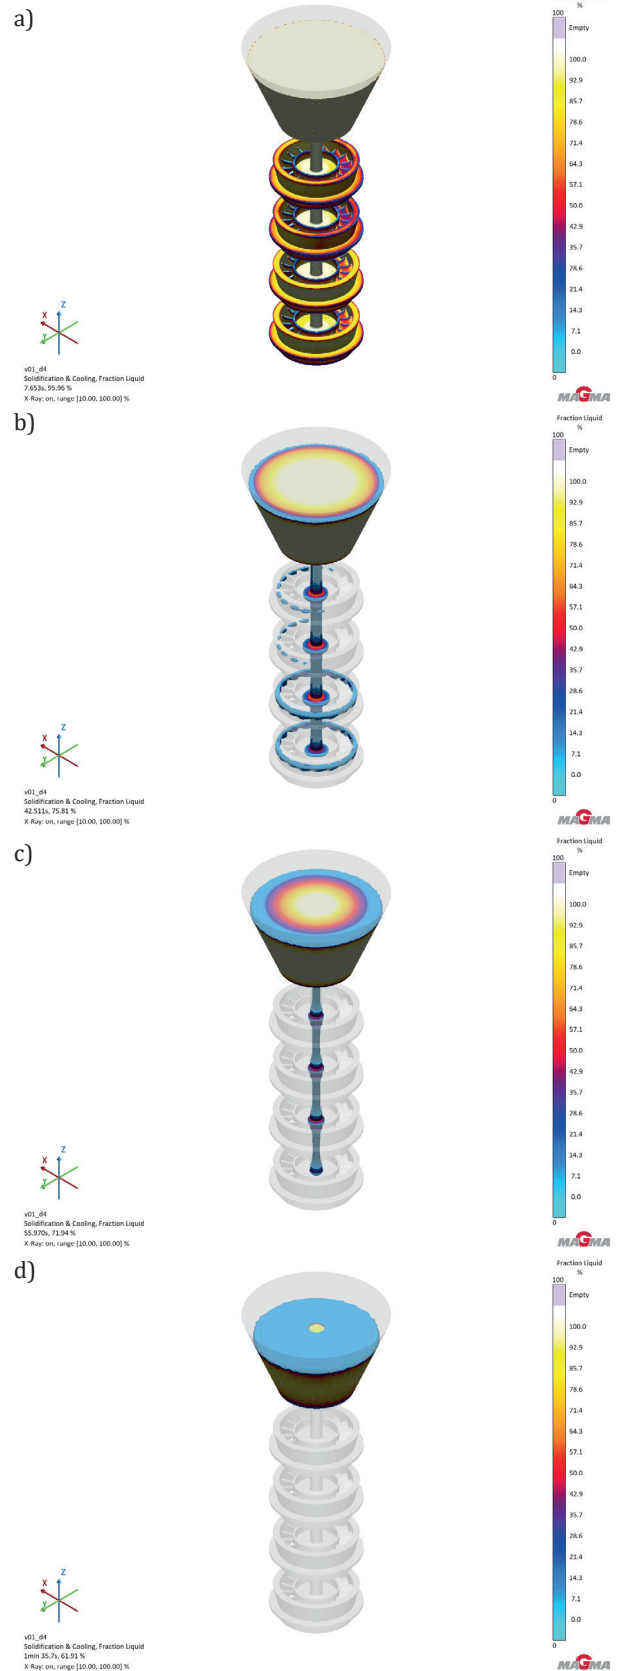 a)
%
100
Empty
100.0
92.9
85.7
78.6
71.4
64.3
57.1
50.0
42.9
35.7
28.6
21.4
14.3
7.1
0.0
0
X
Z
Y
v01_d4
Solidification & Cooling, Fraction Liquid
7.653s, 95.96 %
X-Ray: on, range [10.00, 100.00] %
MAGMA
b)
Fraction Liquid
%
100
Empty
100.0
92.9
85.7
78.6
71.4
64.3
57.1
50.0
42.9
35.7
28.6
21.4
14.3
7.1
0.0
0
X
Z
Y
v01_d4
Solidification & Cooling, Fraction Liquid
42.511s, 75.81 %
X-Ray: on, range [10.00, 100.00] %
MAGMA
c)
Fraction Liquid
%
100
Empty
100.0
92.9
85.7
78.6
71.4
64.3
57.1
50.0
42.9
35.7
28.6
21.4
14.3
7.1
0.0
0
X
Z
Y
v01_d4
Solidification & Cooling, Fraction Liquid
55.970s, 71.94 %
X-Ray: on, range [10.00, 100.00] %
MAGMA
d)
Fraction Liquid
%
100
Empty
100.0
92.9
85.7
78.6
71.4
64.3
57.1
50.0
42.9
35.7
28.6
21.4
14.3
7.1
0.0
0
X
Z
Y
v01_d4
Solidification & Cooling, Fraction Liquid
1min 35.7s, 61.91 %
X-Ray: on, range [10.00, 100.00] %
MAGMA